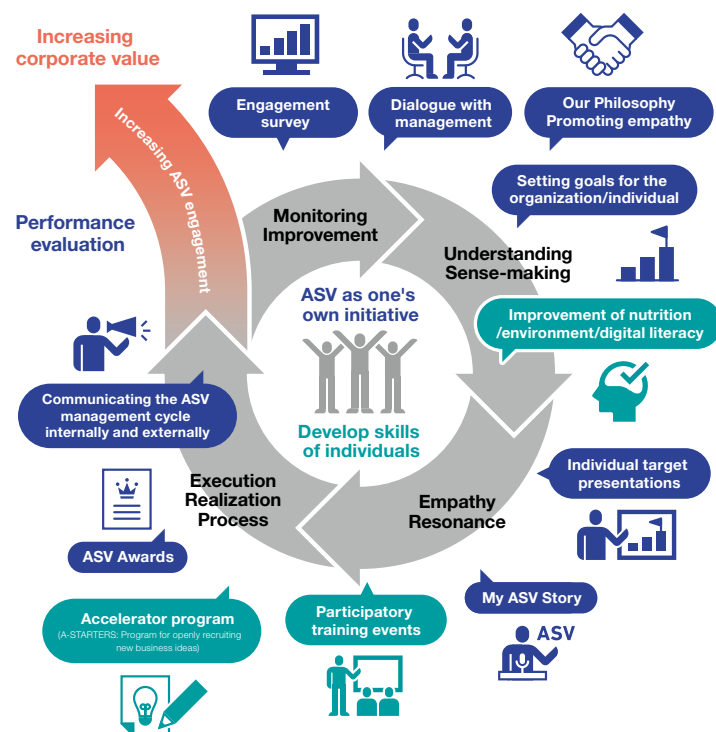 Increasing
corporate value
Increasing ASV engagement
Performance
evaluation
Engagement
survey
Dialogue with
management
Our Philosophy
Promoting empathy
Setting goals for the
organization/individual
Monitoring
Improvement
Understanding
Sense-making
Improvement of nutrition
/environment/digital literacy
ASV as one's
own initiative
Develop skills
of individuals
Communicating the ASV
management cycle
internally and externally
Execution
Realization
Process
Empathy
Resonance
Individual target
presentations
ASV Awards
My ASV Story
ASV
Participatory
training events
Accelerator program
(A-STARTERS: Program for openly recruiting
new business ideas)